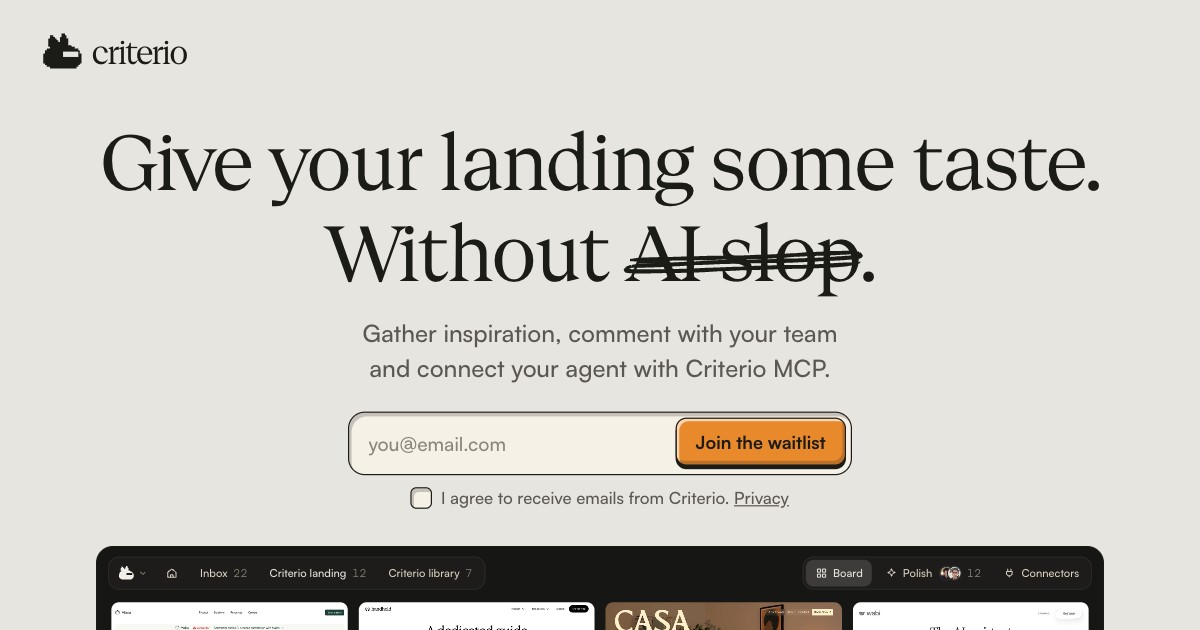 criterio
Give your landing some taste.
Without AI slop.
Gather inspiration, comment with your team
and connect your agent with Criterio MCP.
you@email.com
Join the waitlist
I agree to receive emails from Criterio. Privacy
Inbox 22 Criterio landing 12 Criterio library 7
Board Polish 12 Connectors
CASA